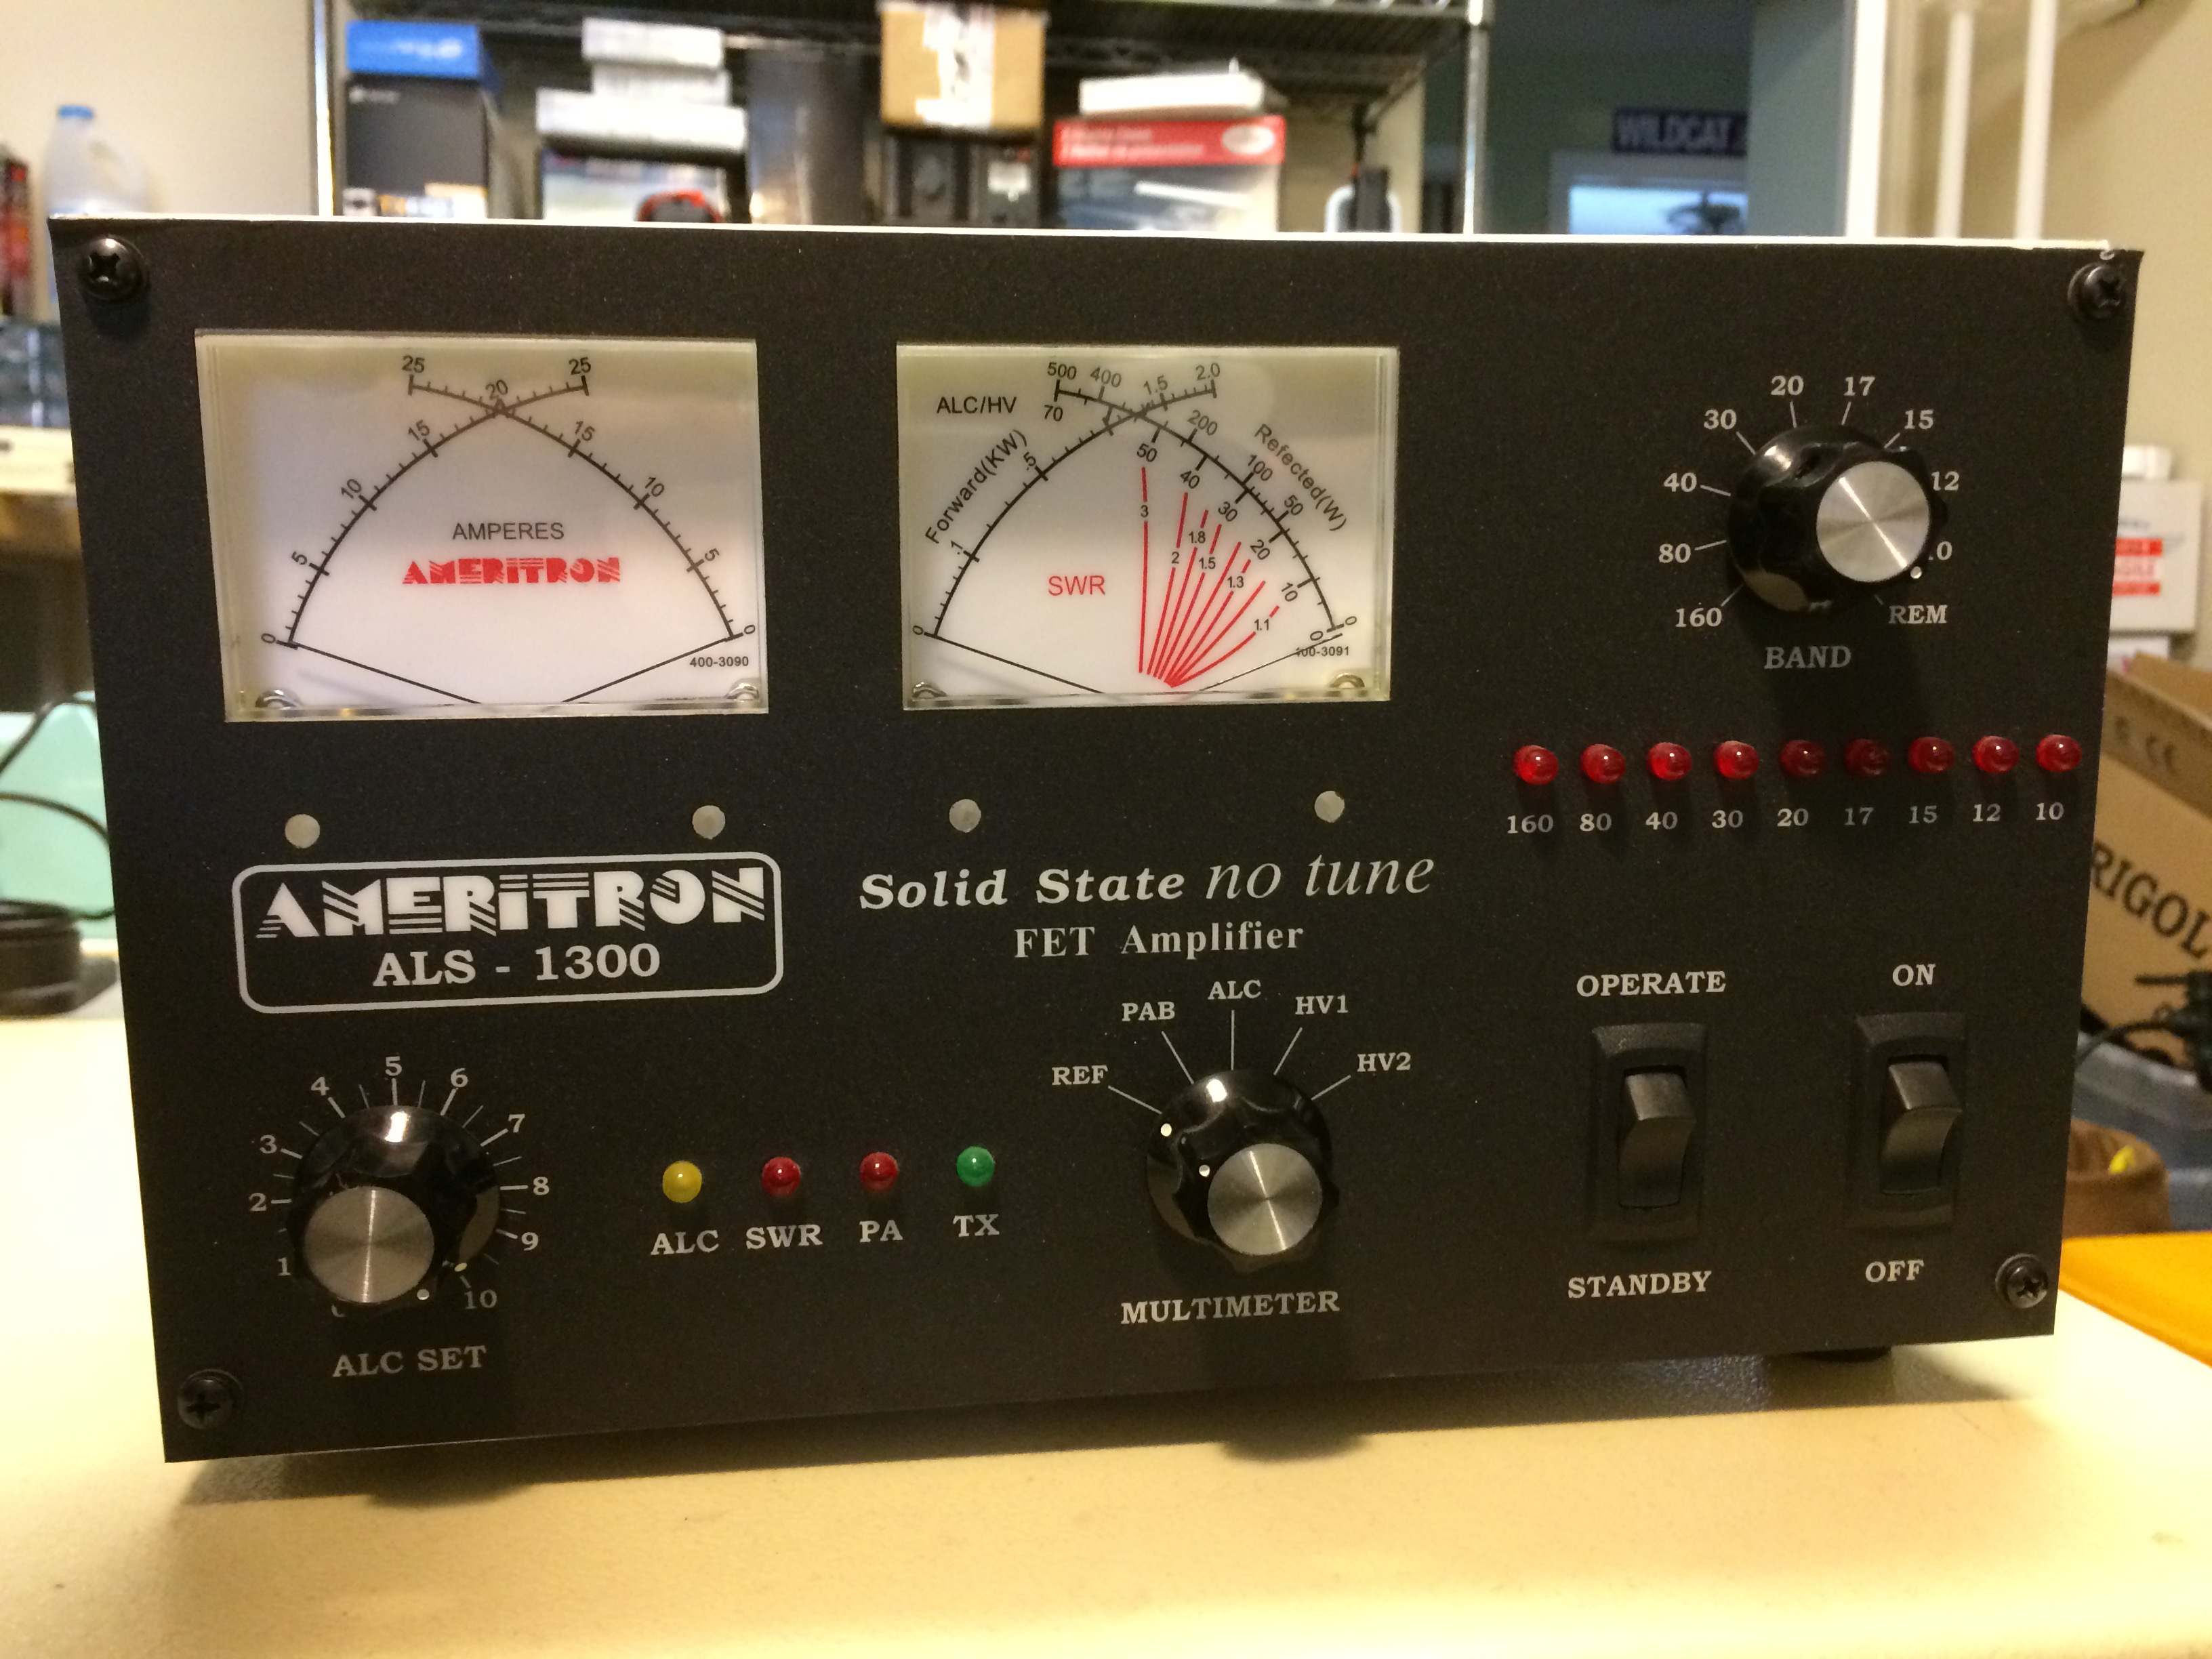 WILDCAT
25
25
20
15
15
10
10
5
5
0
0
AMPERES
AMERITRON
400-3090
ALC/HV
500
400
1.5
2.0
70
200
50
40
100
30
50
20
10
0
0
Forward(KW)
.5
.1
0
Refected(W)
3
2
1.8
1.5
1.3
1.1
SWR
20
17
30
15
40
12
80
160
REM
BAND
160 80 40 30 20 17 15 12 10
AMERITRON
ALS - 1300
Solid State no tune
FET Amplifier
RIGOL
5
4
6
3
7
2
8
1
9
10
ALC SET
ALC SWR PA TX
ALC
PAB
HV1
REF
HV2
MULTIMETER
OPERATE
STANDBY
ON
OFF